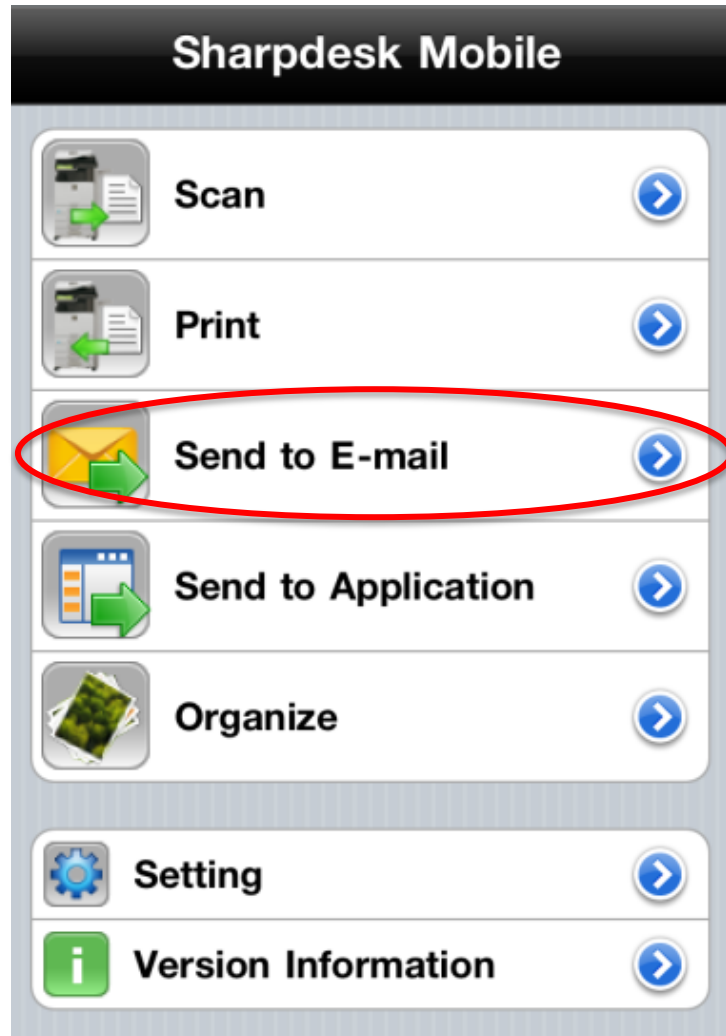 Sharpdesk Mobile
Scan
Print
Send to E-mail
Send to Application
Organize
Setting
i
Version Information